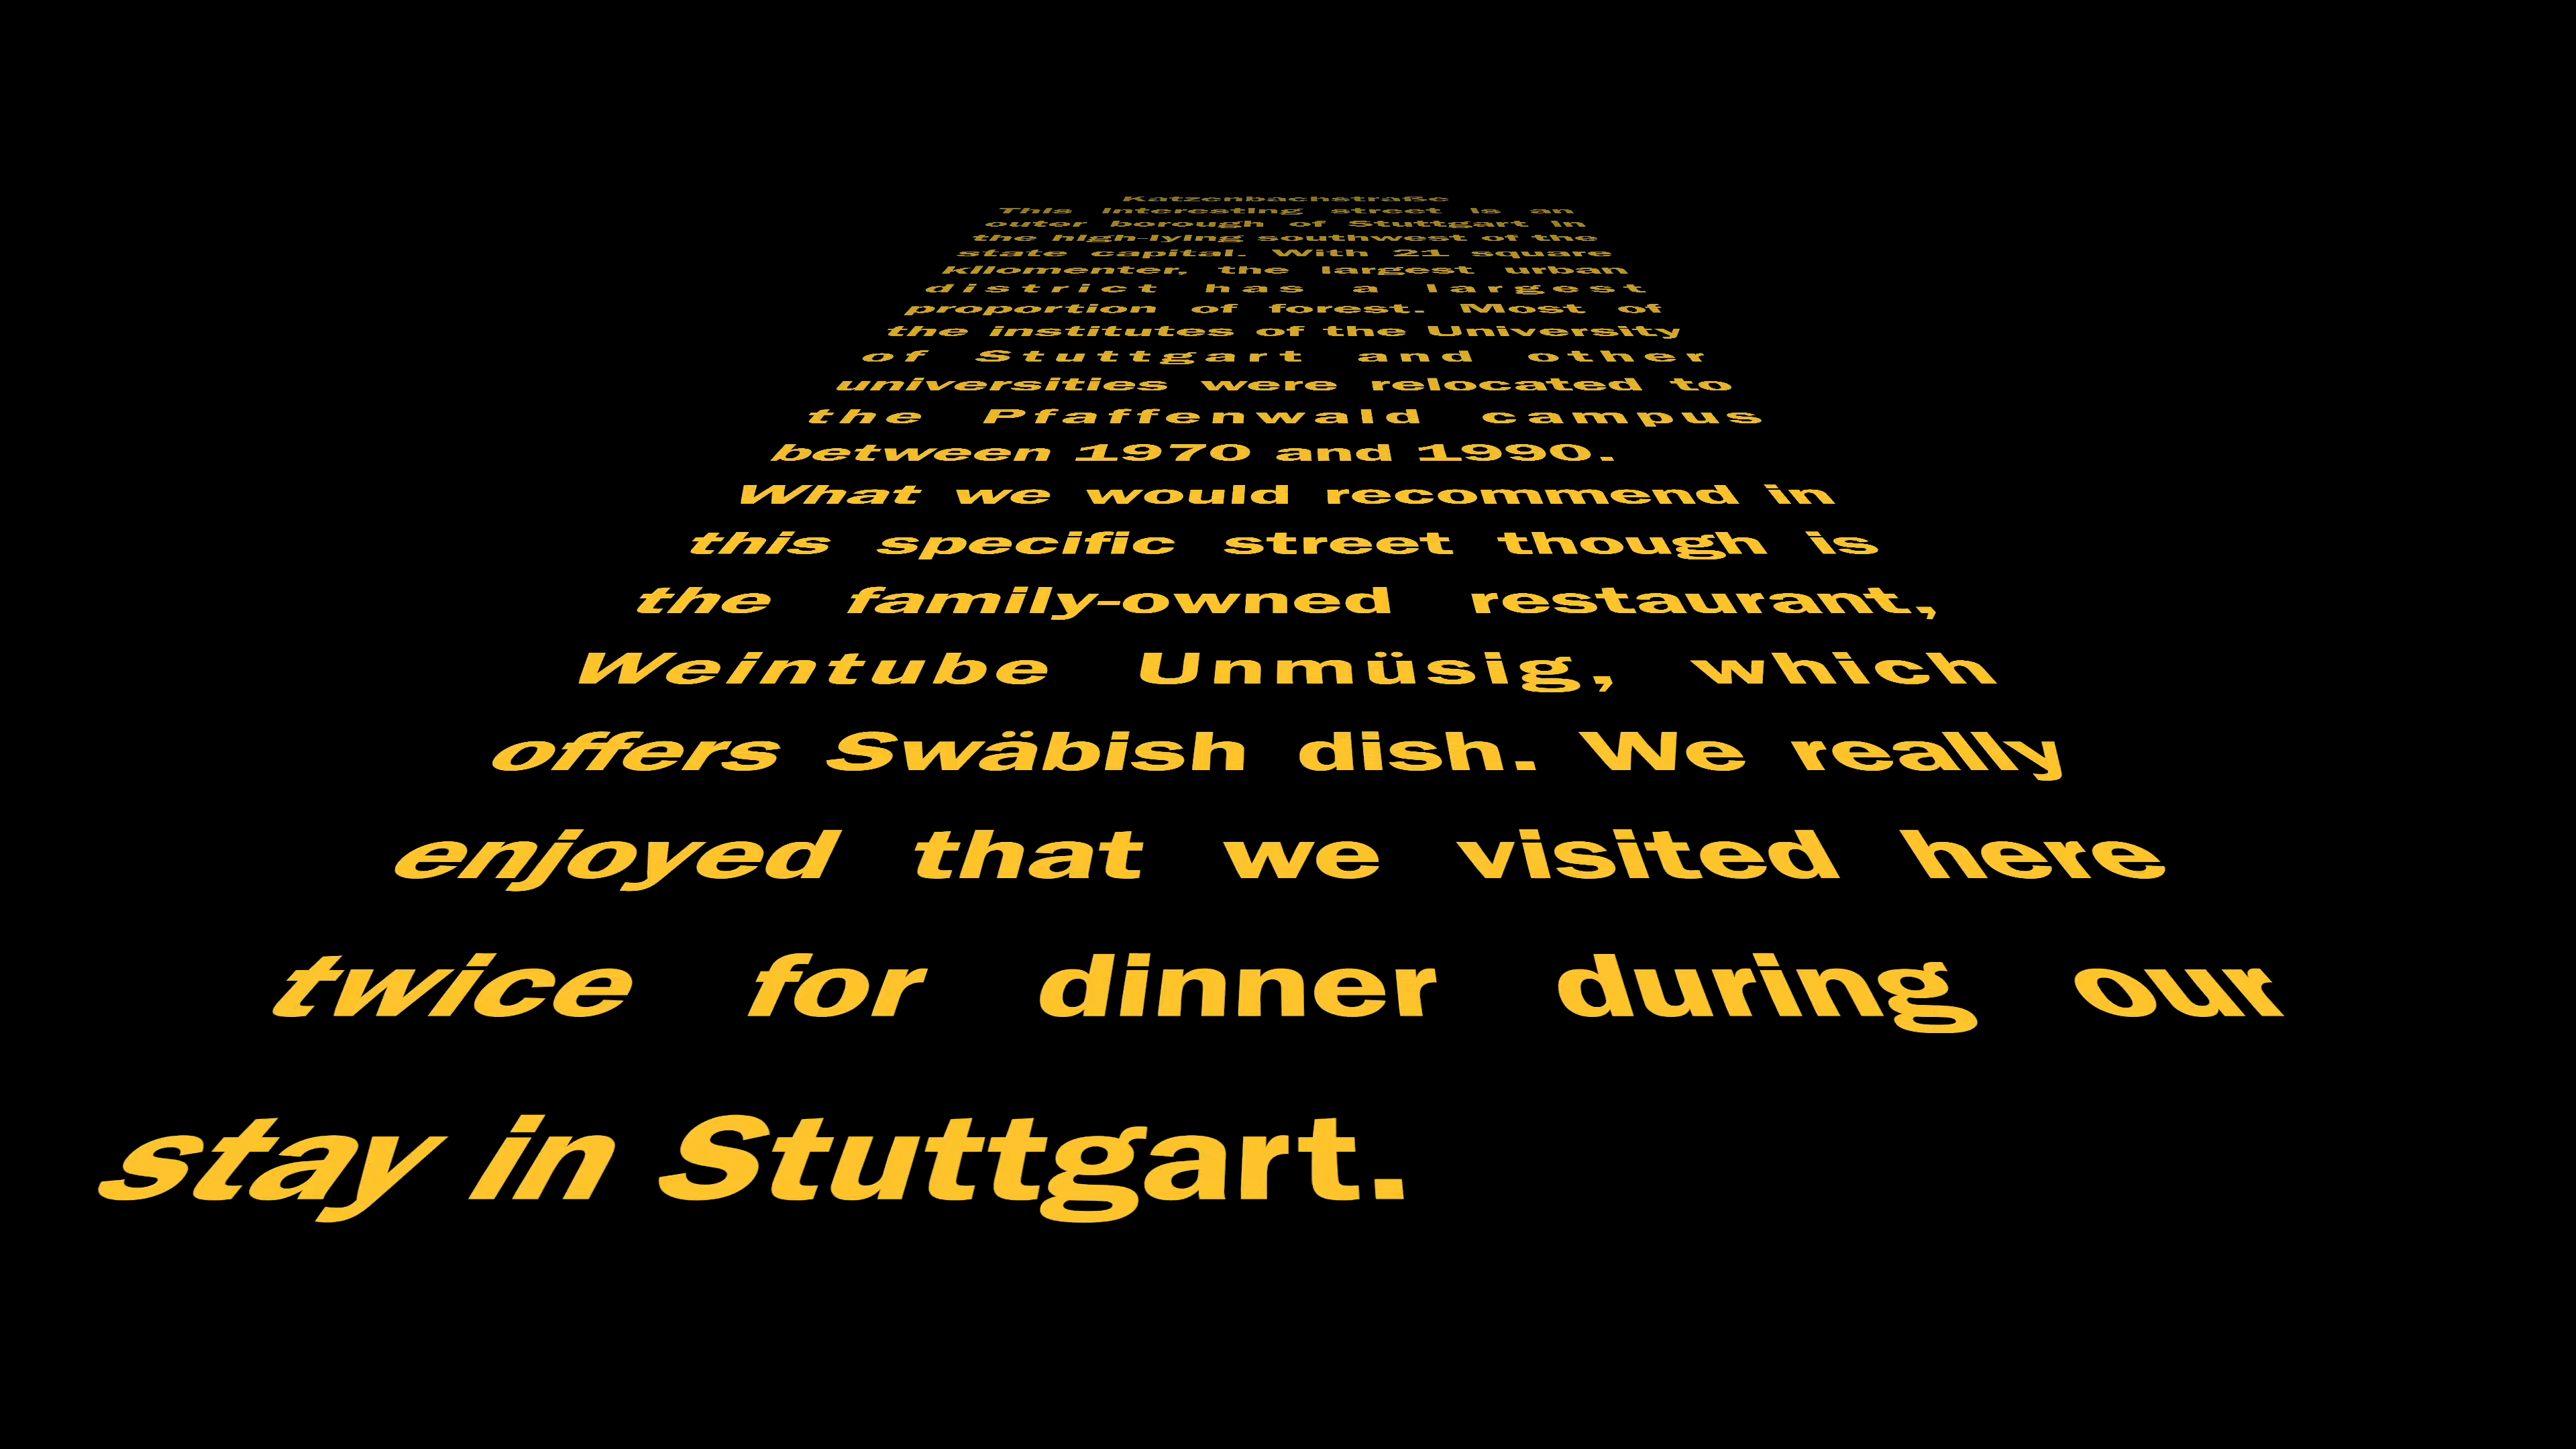 Katzenbachstraße
This interesting street is an
outer borough of Stuttgart in
the high-lying southwest of the
state capital. With 21 square
kilomenter, the largest urban
district has a largest
proportion of forest. Most of
the institutes of the University
of Stuttgart and other
universities were relocated to
the Pfaffenwald campus
between 1970 and 1990.
What we would recommend in
this specific street though is
the family-owned restaurant,
Weintube Unmüsig, which
offers Swäbish dish. We really
enjoyed that we visited here
twice for dinner during our
stay in Stuttgart.